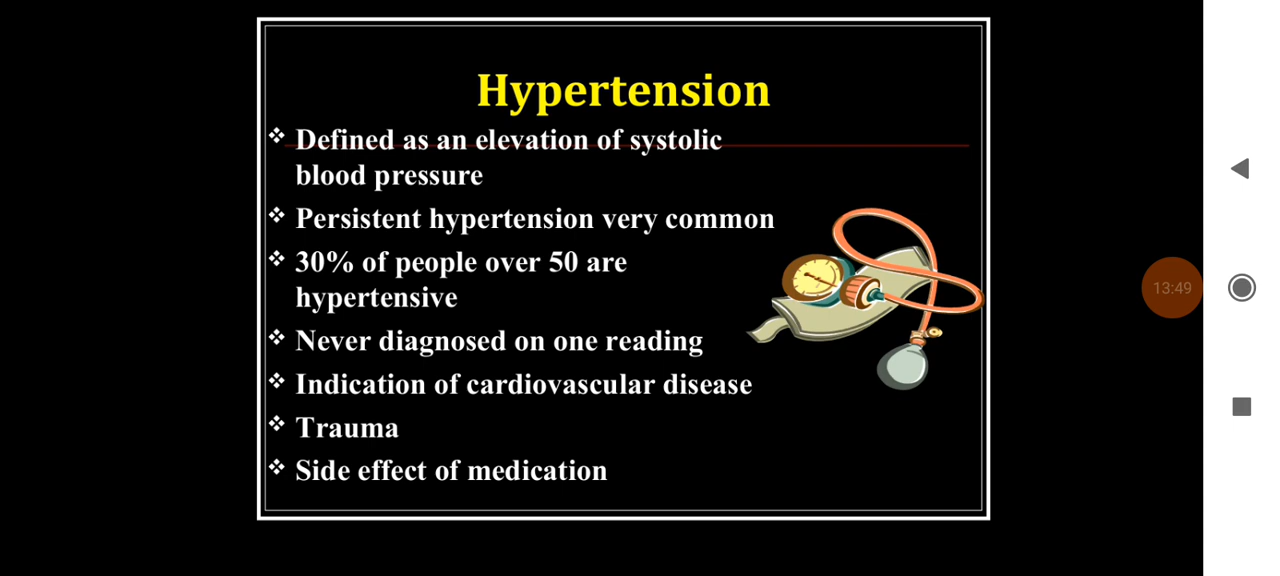 Hypertension
❖ Defined as an elevation of systolic
blood pressure
❖ Persistent hypertension very common
❖ 30% of people over 50 are
hypertensive
❖ Never diagnosed on one reading
❖ Indication of cardiovascular disease
❖ Trauma
❖ Side effect of medication
13:49